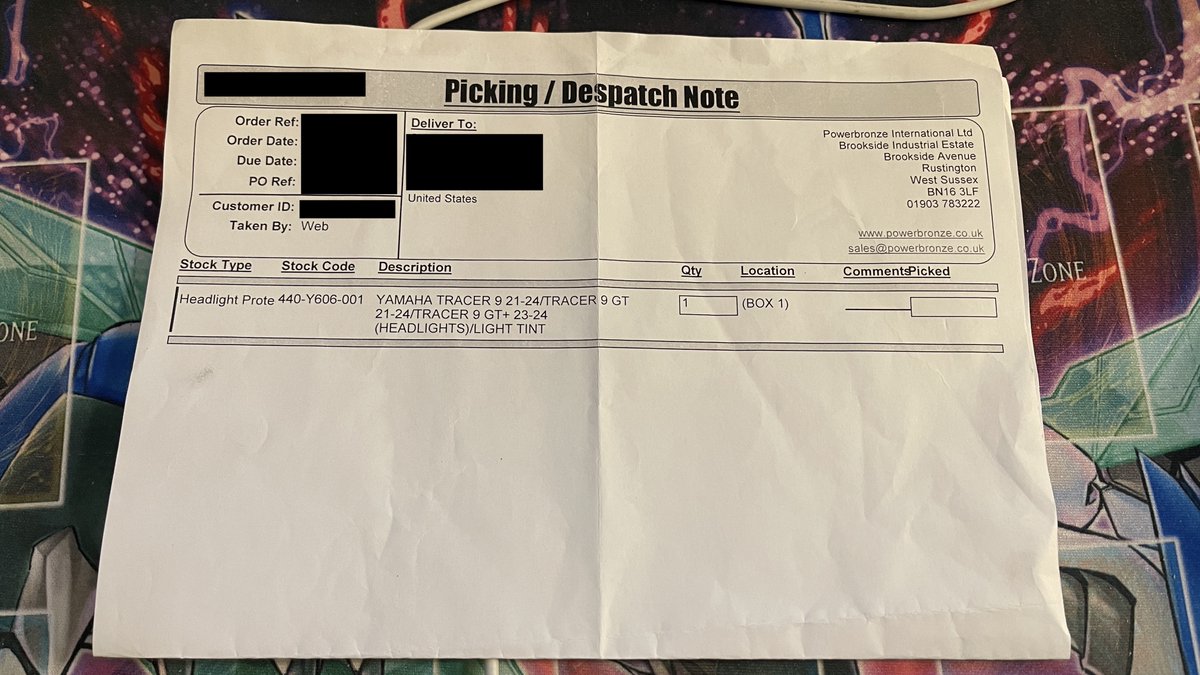 Picking / Despatch Note
Order Ref:
Order Date:
Due Date:
PO Ref:
Customer ID:
Taken By: Web
Deliver To:
United States
Powerbronze International Ltd
Brookside Industrial Estate
Brookside Avenue
Rustington
West Sussex
BN16 3LF
01903 783222
www.powerbronze.co.uk
sales@powerbronze.co.uk
Stock Type Stock Code Description Qty Location Comments Picked
Headlight Prote 440-Y606-001 YAMAHA TRACER 9 21-24/TRACER 9 GT 1 (BOX 1)
21-24/TRACER 9 GT+ 23-24
(HEADLIGHTS)/LIGHT TINT
ZONE
ONE